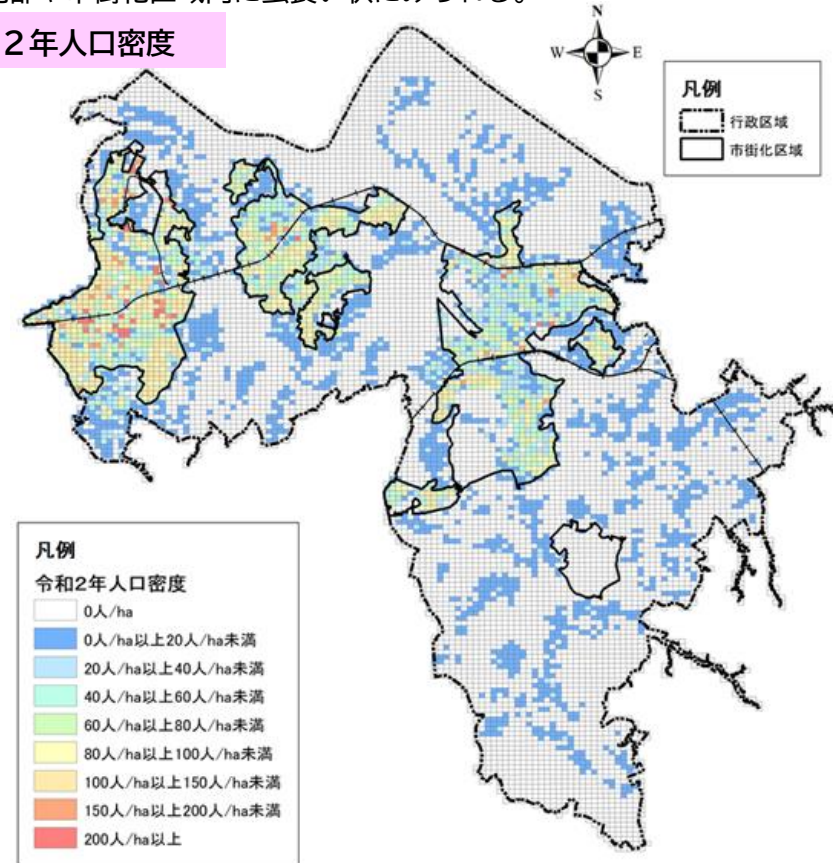 ２年人口密度
N
W
E
S
凡例
行政区域
市街化区域
凡例
令和2年人口密度
0人/ha
0人/ha以上20人/ha未満
20人/ha以上40人/ha未満
40人/ha以上60人/ha未満
60人/ha以上80人/ha未満
80人/ha以上100人/ha未満
100人/ha以上150人/ha未満
150人/ha以上200人/ha未満
200人/ha以上